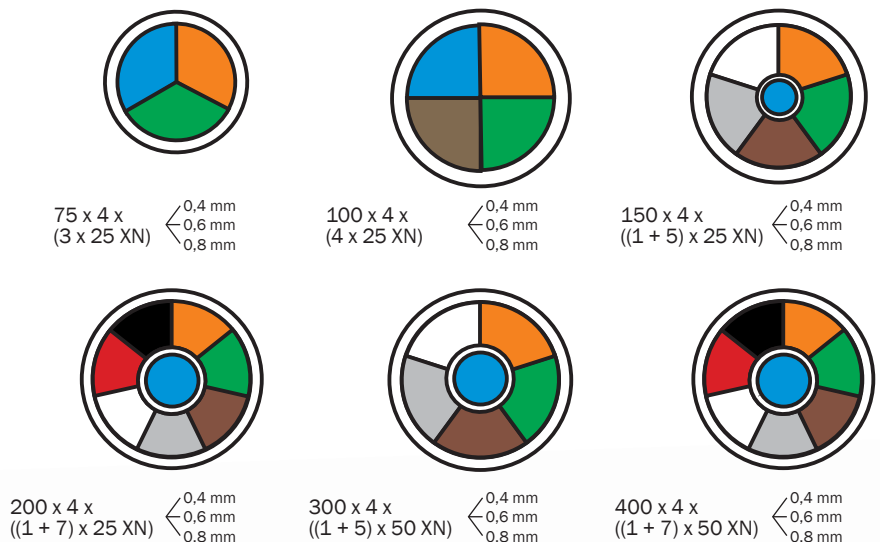 75 x 4 x
(3 x 25 XN)
0,4 mm
0,6 mm
0,8 mm
100 x 4 x
(4 x 25 XN)
0,4 mm
0,6 mm
0,8 mm
150 x 4 x
((1 + 5) x 25 XN)
0,4 mm
0,6 mm
0,8 mm
200 x 4 x
((1 + 7) x 25 XN)
0,4 mm
0,6 mm
0,8 mm
300 x 4 x
((1 + 5) x 50 XN)
0,4 mm
0,6 mm
0,8 mm
400 x 4 x
((1 + 7) x 50 XN)
0,4 mm
0,6 mm
0,8 mm